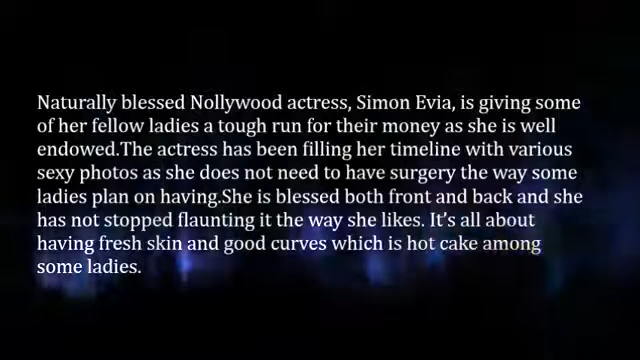 Naturally blessed Nollywood actress, Simon Evia, is giving some
of her fellow ladies a tough run for their money as she is well
endowed.The actress has been filling her timeline with various
sexy photos as she does not need to have surgery the way some
ladies plan on having.She is blessed both front and back and she
has not stopped flaunting it the way she likes. It’s all about
having fresh skin and good curves which is hot cake among
some ladies.